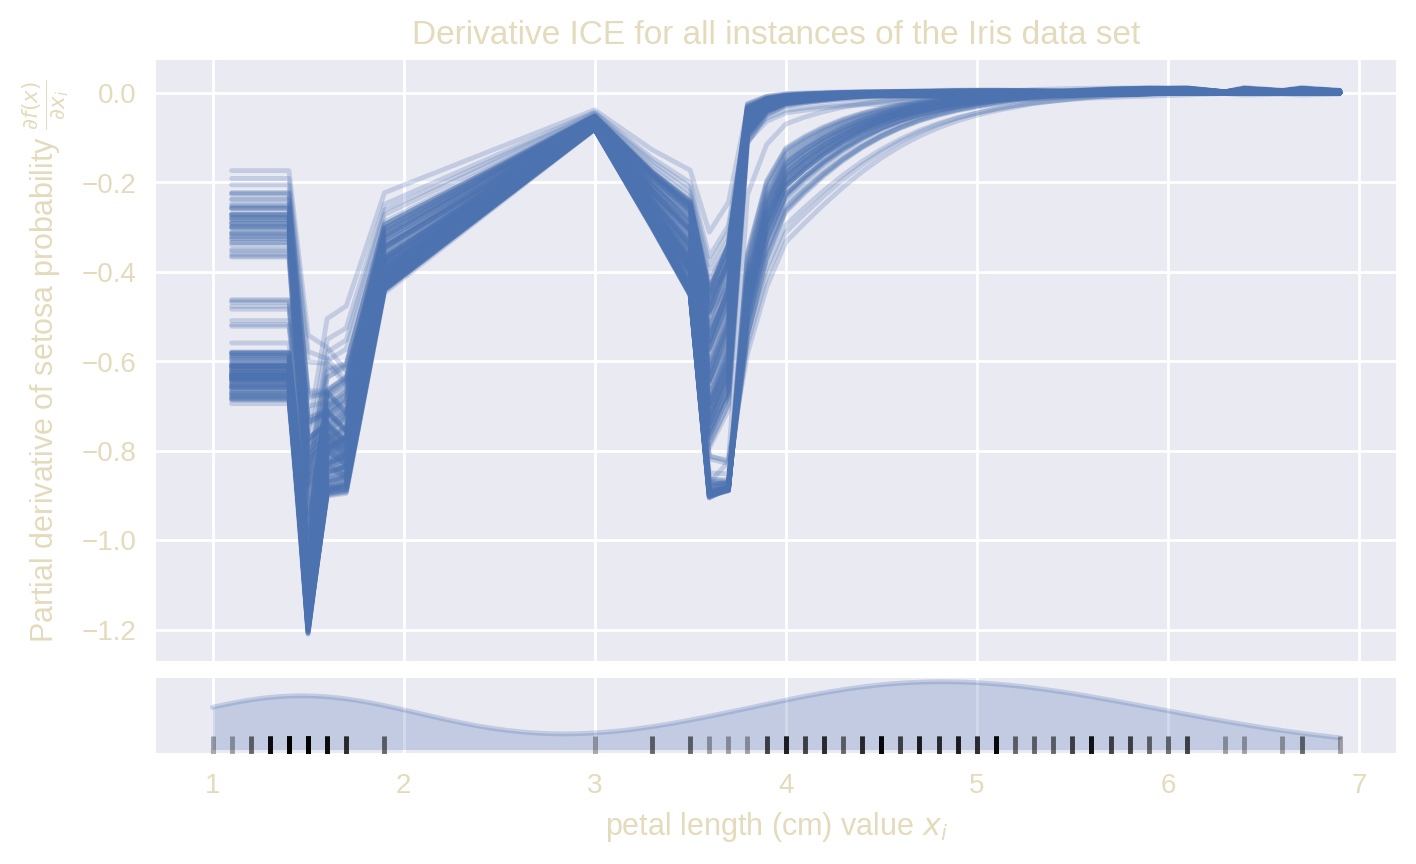 Derivative ICE for all instances of the Iris data set
Partial derivative of setosa probability ∂f(x)/∂xᵢ
0.0
−0.2
−0.4
−0.6
−0.8
−1.0
−1.2
1 2 3 4 5 6 7
petal length (cm) value xᵢ